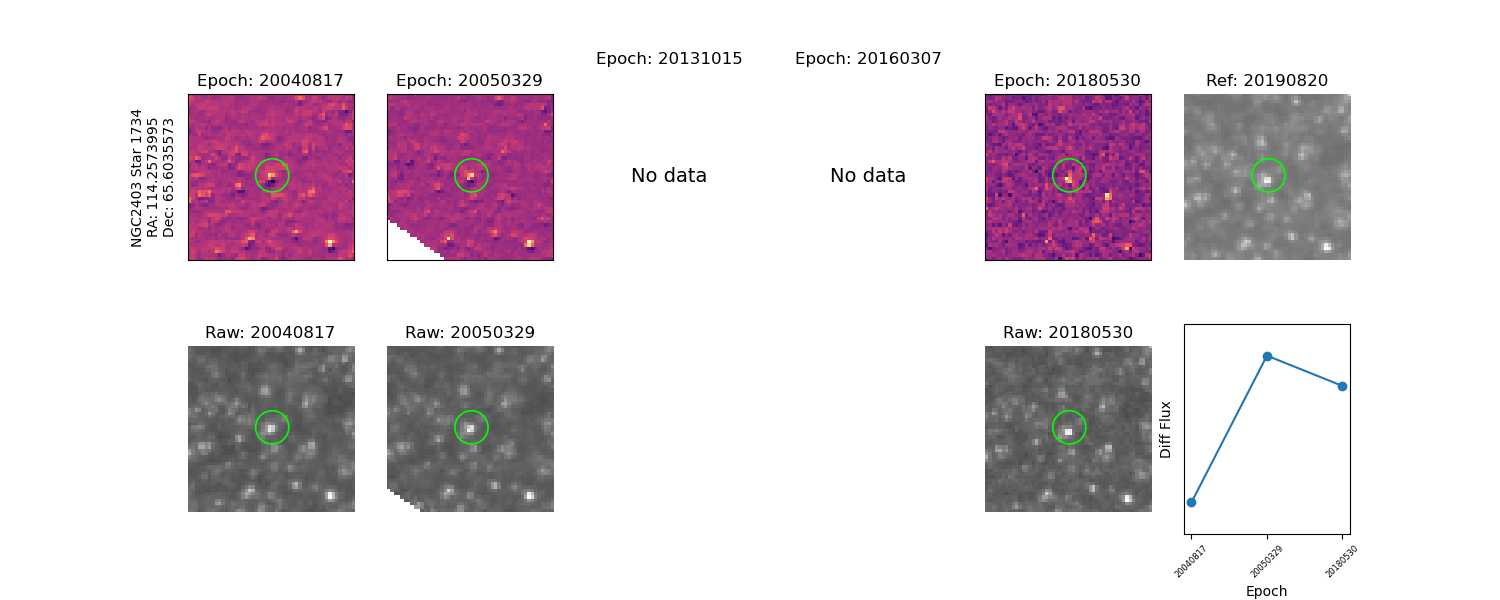 Epoch: 20131015
Epoch: 20160307
Epoch: 20040817
Epoch: 20050329
Epoch: 20180530
Ref: 20190820
NGC2403 Star 1734
RA: 114.2573995
Dec: 65.6035573
No data
No data
Raw: 20040817
Raw: 20050329
Raw: 20180530
Diff Flux
20040817
20050329
20180530
Epoch